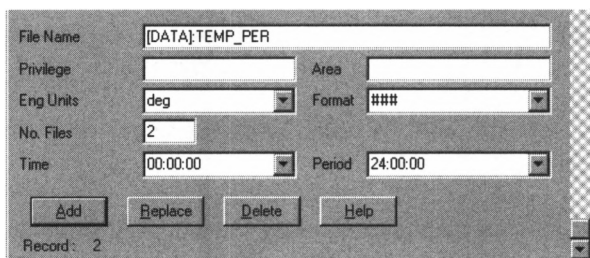 File Name [DATA]:TEMP_PER
Privilege Area
Eng Units deg Format ###
No. Files 2
Time 00:00:00 Period 24:00:00
Add Replace Delete Help
Record : 2